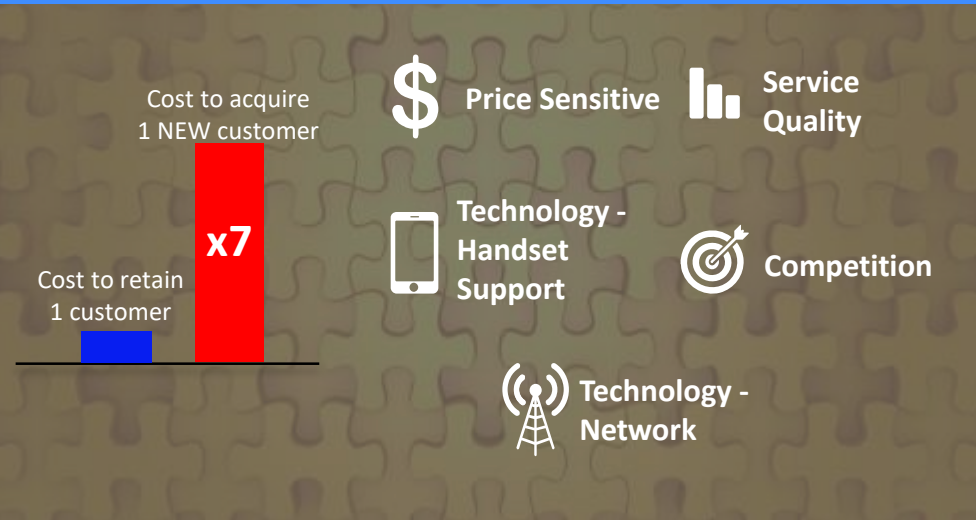 Cost to acquire
1 NEW customer
x7
Cost to retain
1 customer
$
Price Sensitive
Service
Quality
Technology -
Handset
Support
Competition
Technology -
Network